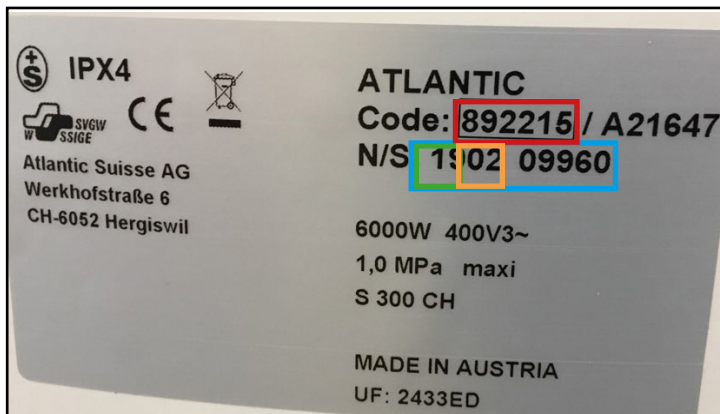 +S
IPX4
SVGW
W SSIGE
CE
Atlantic Suisse AG
Werkhofstraße 6
CH-6052 Hergiswil
ATLANTIC
Code: 892215 / A21647
N/S 1902 09960
6000W 400V3~
1,0 MPa maxi
S 300 CH
MADE IN AUSTRIA
UF: 2433ED